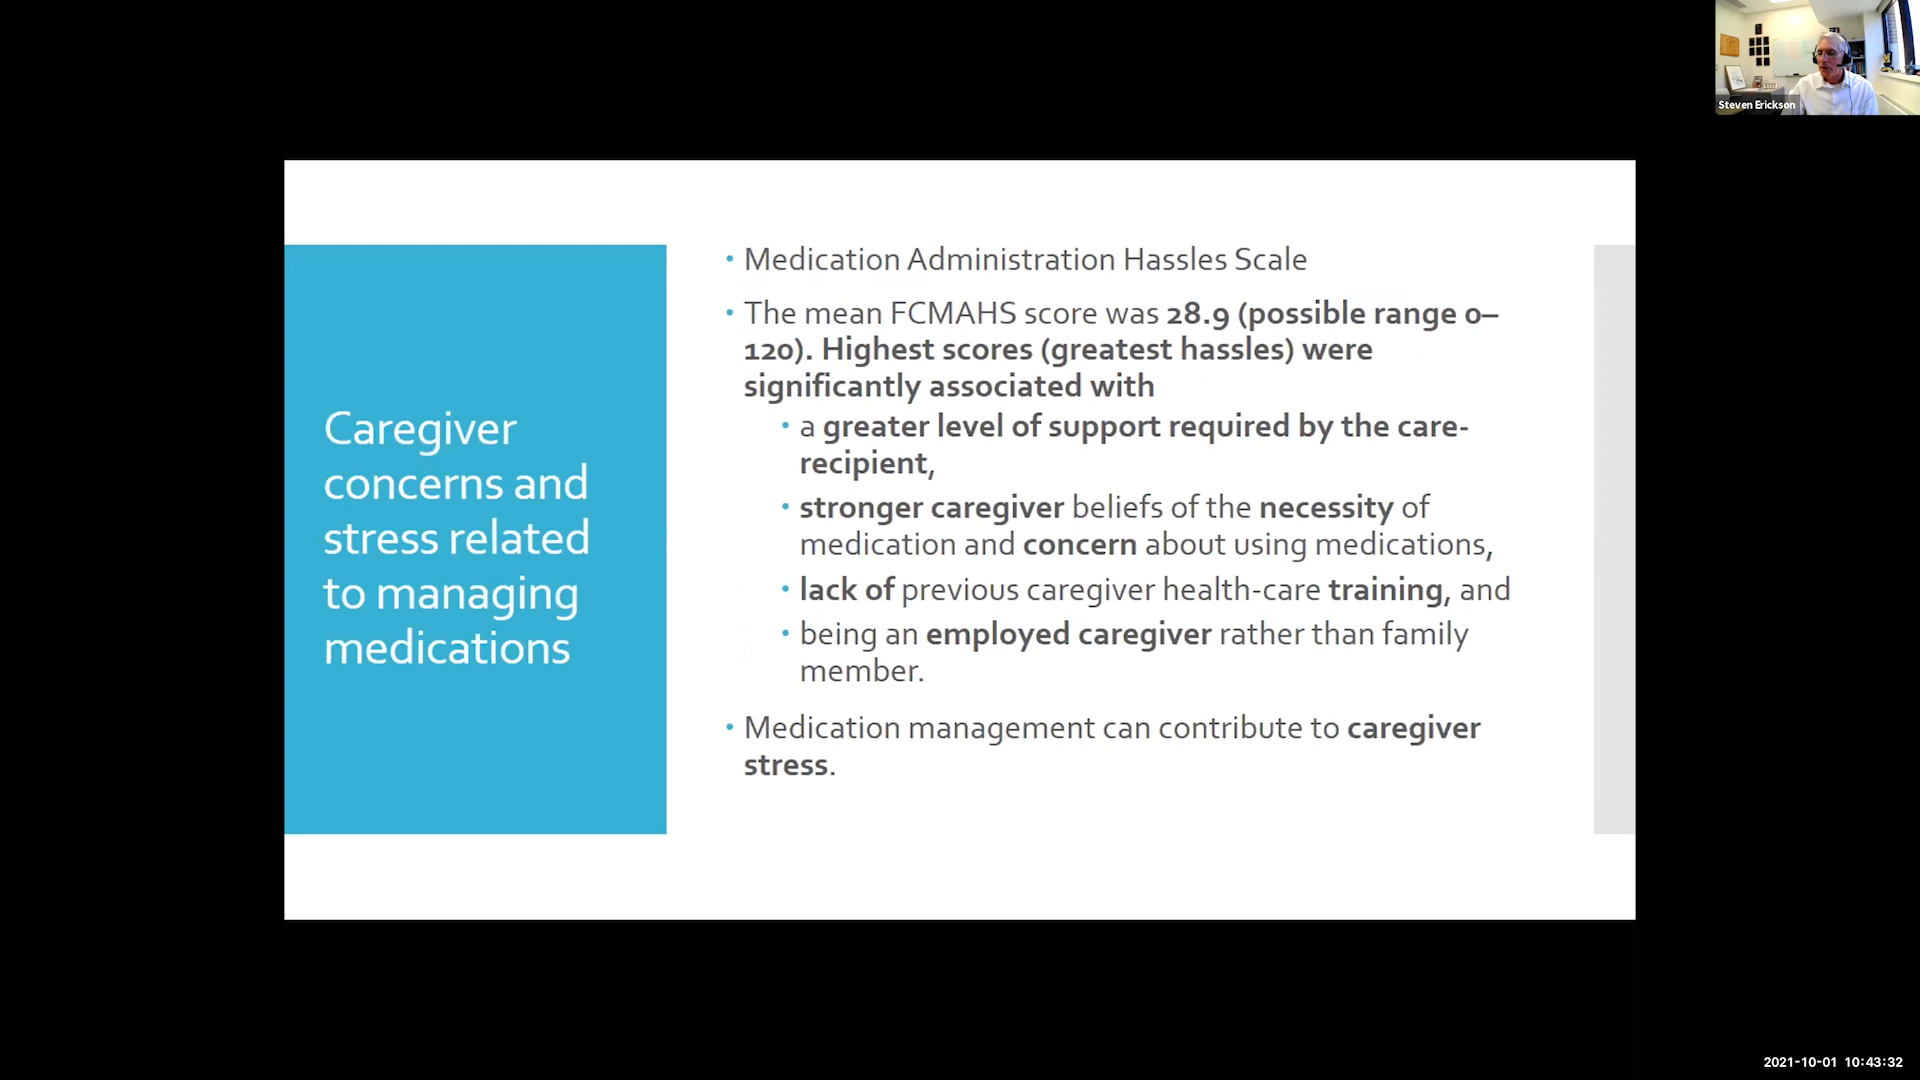 Steven Erickson
Caregiver
concerns and
stress related
to managing
medications
• Medication Administration Hassles Scale
• The mean FCMAHS score was 28.9 (possible range 0–
120). Highest scores (greatest hassles) were
significantly associated with
• a greater level of support required by the care-
recipient,
• stronger caregiver beliefs of the necessity of
medication and concern about using medications,
• lack of previous caregiver health-care training, and
• being an employed caregiver rather than family
member.
• Medication management can contribute to caregiver
stress.
2021-10-01 10:43:32